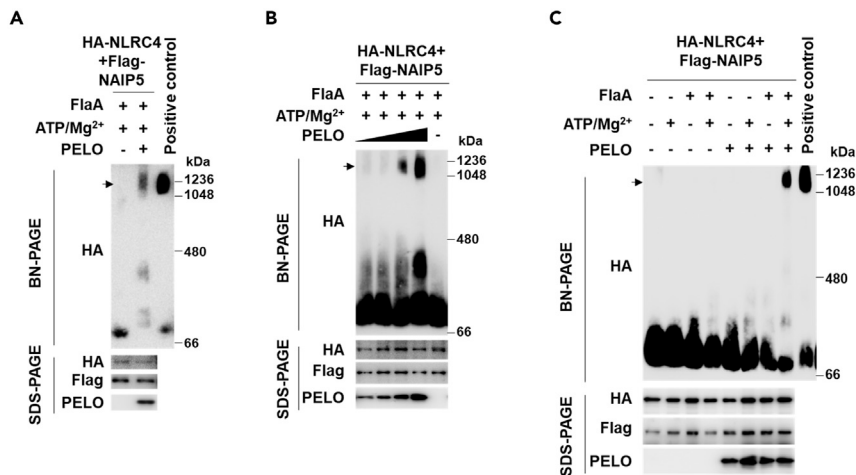 A
HA-NLRC4
+Flag-
NAIP5
Positive control
FlaA + +
ATP/Mg2+ + +
PELO - +
kDa
1236
1048
480
66
BN-PAGE
HA
SDS-PAGE
HA
Flag
PELO
B
HA-NLRC4+
Flag-NAIP5
FlaA + + + + +
ATP/Mg2+ + + + + +
PELO -
kDa
1236
1048
480
66
BN-PAGE
HA
SDS-PAGE
HA
Flag
PELO
C
HA-NLRC4+
Flag-NAIP5
Positive control
FlaA - - + + - - + +
ATP/Mg2+ - + - + - + - +
PELO - - - - + + + +
kDa
1236
1048
480
66
BN-PAGE
HA
SDS-PAGE
HA
Flag
PELO